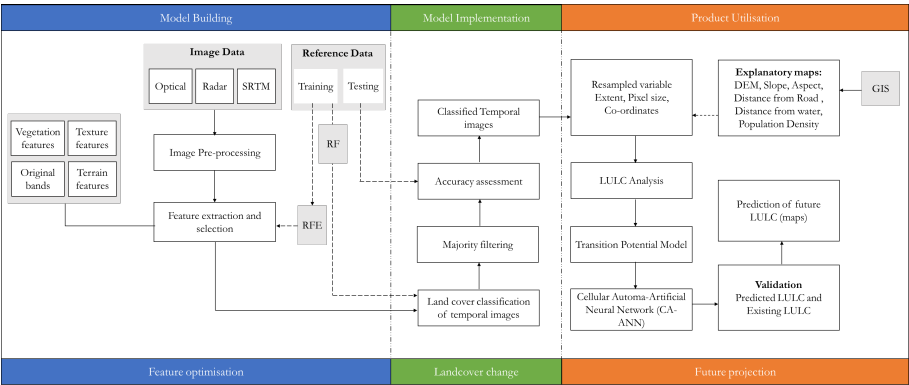 Model Building
Model Implementation
Product Utilisation
Image Data
Optical
Radar
SRTM
Reference Data
Training
Testing
Vegetation
features
Texture
features
Original
bands
Terrain
features
Image Pre-processing
Feature extraction and
selection
RF
RFE
Classified Temporal
images
Accuracy assessment
Majority filtering
Land cover classification
of temporal images
Resampled variable
Extent, Pixel size,
Co-ordinates
LULC Analysis
Transition Potential Model
Cellular Automa-Artificial
Neural Network (CA-
ANN)
Explanatory maps:
DEM, Slope, Aspect,
Distance from Road ,
Distance from water,
Population Density
GIS
Prediction of future
LULC (maps)
Validation
Predicted LULC and
Existing LULC
Feature optimisation
Landcover change
Future projection